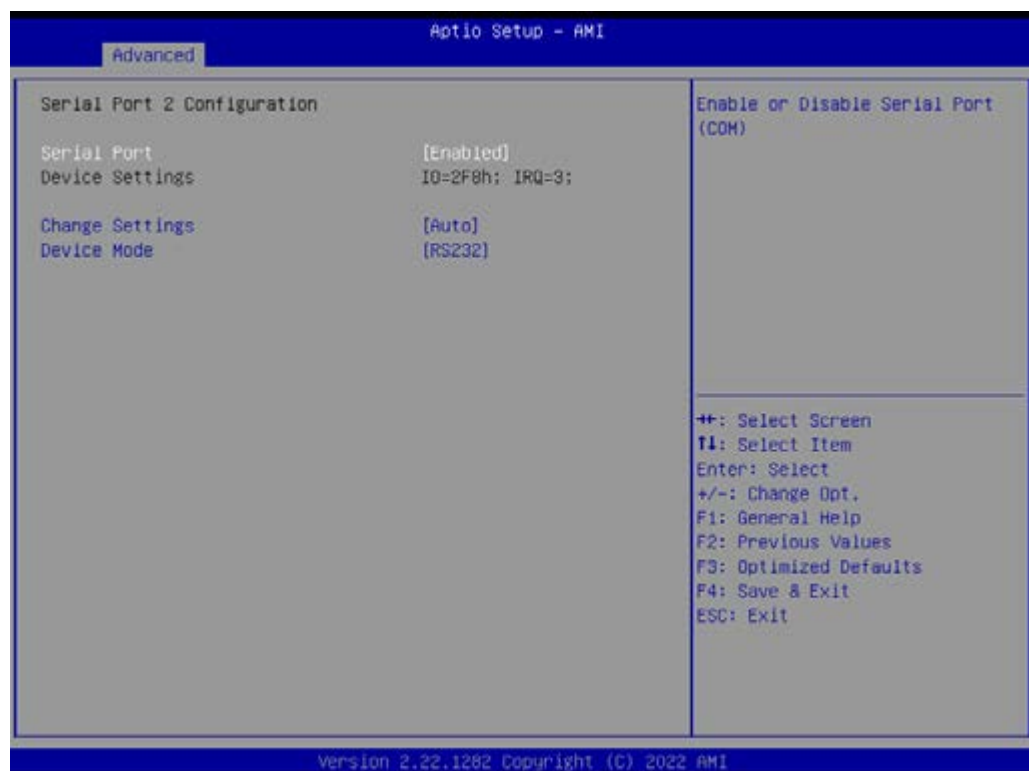 Aptio Setup – AMI
Advanced
Serial Port 2 Configuration
Serial Port [Enabled]
Device Settings IO=2F8h; IRQ=3;
Change Settings [Auto]
Device Mode [RS232]
Enable or Disable Serial Port
(COM)
→←: Select Screen
↑↓: Select Item
Enter: Select
+/-: Change Opt.
F1: General Help
F2: Previous Values
F3: Optimized Defaults
F4: Save & Exit
ESC: Exit
Version 2.22.1282 Copyright (C) 2022 AMI